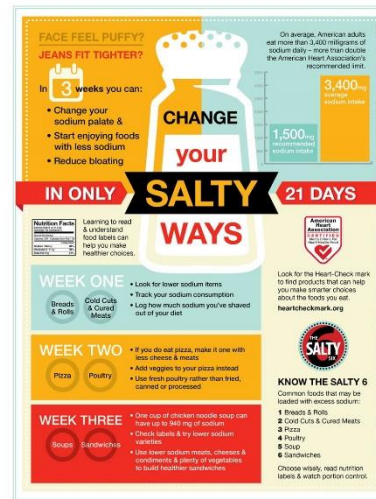 FACE FEEL PUFFY?
JEANS FIT TIGHTER?
In 3 weeks you can:
• Change your
sodium palate &
• Start enjoying foods
with less sodium
• Reduce bloating
On average, American adults
eat more than 3,400 milligrams of
sodium daily – more than double
the American Heart Association's
recommended limit.
3,400mg
average
sodium intake
1,500mg
recommended
sodium intake
CHANGE
your
IN ONLY
SALTY
21 DAYS
WAYS
Nutrition Facts
Learning to read
& understand
food labels can
help you make
healthier choices.
American
Heart
Association
CERTIFIED
Look for the Heart-Check mark
to find products that can help
you make smarter choices
about the foods you eat.
heartcheckmark.org
WEEK ONE
Breads
& Rolls
Cold Cuts
& Cured
Meats
• Look for lower sodium items
• Track your sodium consumption
• Log how much sodium you've shaved
out of your diet
WEEK TWO
Pizza
Poultry
• If you do eat pizza, make it one with
less cheese & meats
• Add veggies to your pizza instead
• Use fresh poultry rather than fried,
canned or processed
WEEK THREE
Soups
Sandwiches
• One cup of chicken noodle soup can
have up to 940 mg of sodium
• Check labels & try lower sodium
varieties
• Use lower sodium meats, cheeses &
condiments & plenty of vegetables
to build healthier sandwiches
THE
SALTY
SIX
KNOW THE SALTY 6
Common foods that may be
loaded with excess sodium:
1 Breads & Rolls
2 Cold Cuts & Cured Meats
3 Pizza
4 Poultry
5 Soup
6 Sandwiches
Choose wisely, read nutrition
labels & watch portion control.